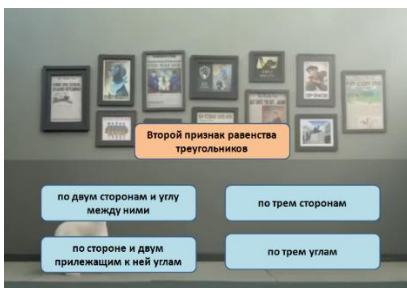 Второй признак равенства
треугольников
по двум сторонам и углу
между ними
по трем сторонам
по стороне и двум
прилежащим к ней углам
по трем углам